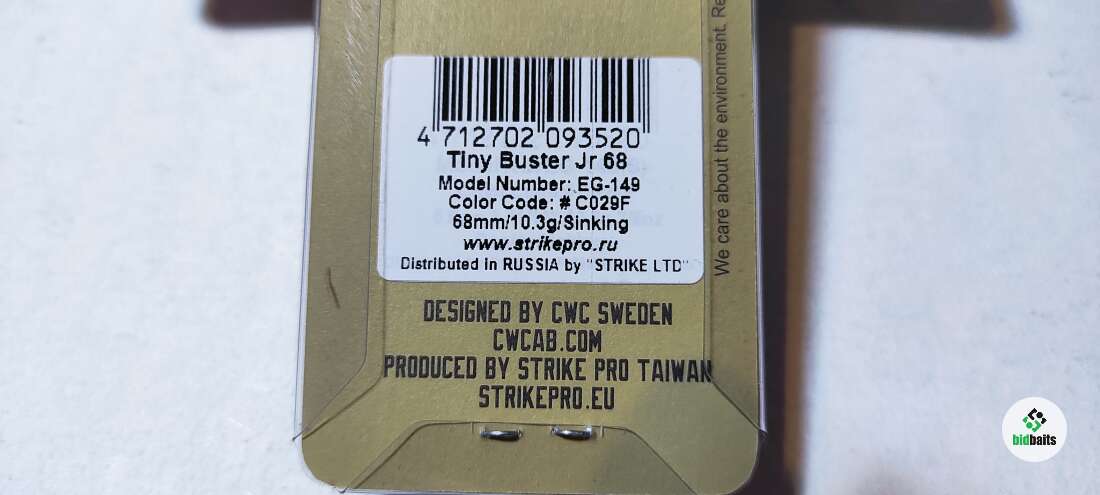 4 712702 093520
Tiny Buster Jr 68
Model Number: EG-149
Color Code: # C029F
68mm/10.3g/Sinking
www.strikepro.ru
Distributed in RUSSIA by "STRIKE LTD"
DESIGNED BY CWC SWEDEN
CWCAB.COM
PRODUCED BY STRIKE PRO TAIWAN
STRIKEPRO.EU
We care about the environment.
bidbaits